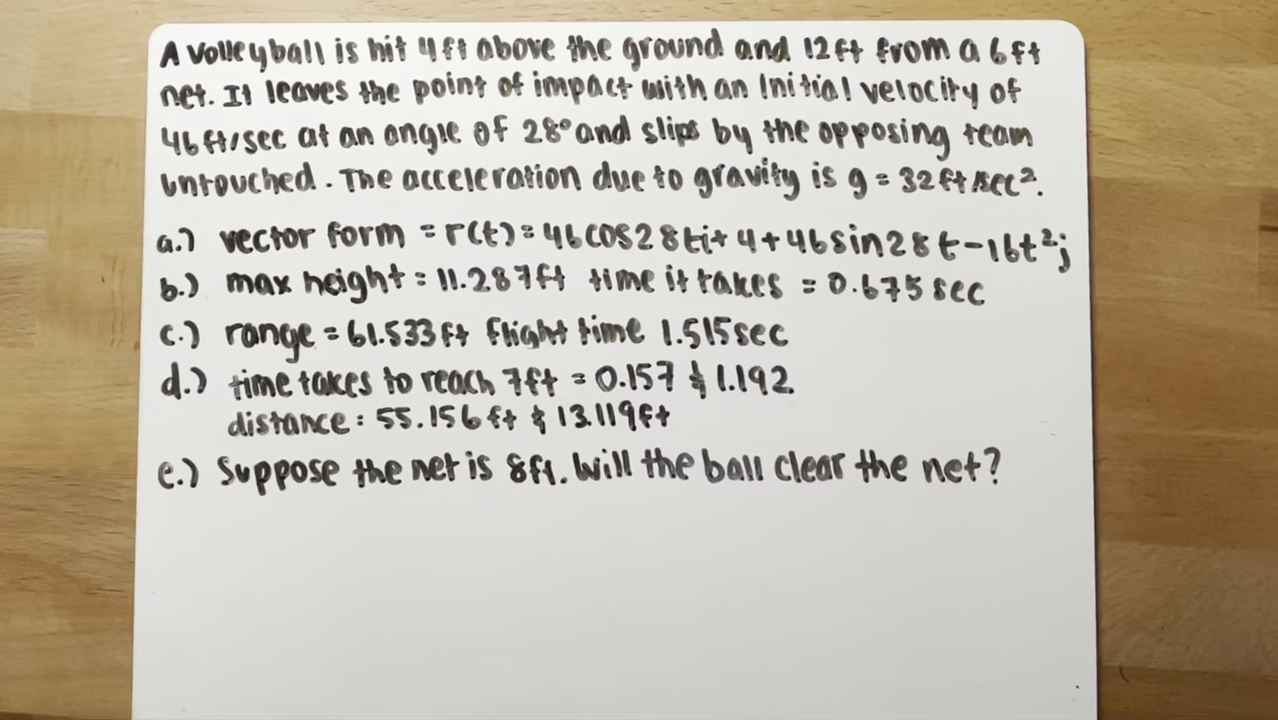 A volleyball is hit 4ft above the ground and 12ft from a 6ft
net. It leaves the point of impact with an Initial velocity of
46ft/sec at an angle of 28° and slips by the opposing team
Untouched. The acceleration due to gravity is g = 32ft/sec².
a.) vector form = r(t) = 46cos28ti + 4+46sin28t-16t²j
b.) max height = 11.287ft time it takes = 0.675sec
c.) range = 61.533ft flight time 1.515sec
d.) time takes to reach 7ft = 0.157 & 1.192
distance: 55.156ft & 13.119ft
e.) Suppose the net is 8ft. Will the ball clear the net?